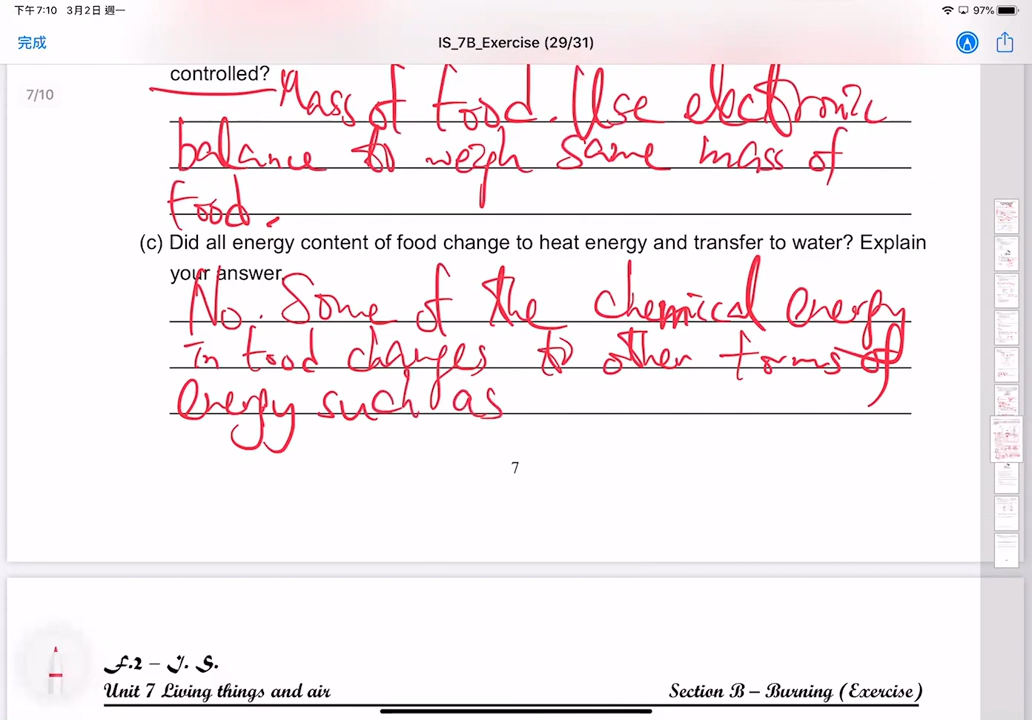 下午7:10 3月2日 週一
97%
完成
IS_7B_Exercise (29/31)
7/10
controlled? Mass of food. Use electronic
balance to weigh same mass of
food.
(c) Did all energy content of food change to heat energy and transfer to water? Explain
your answer.
No. Some of the chemical energy
in food changes to other forms of
energy such as
7
F.2 – I. S.
Unit 7 Living things and air
Section B – Burning (Exercise)